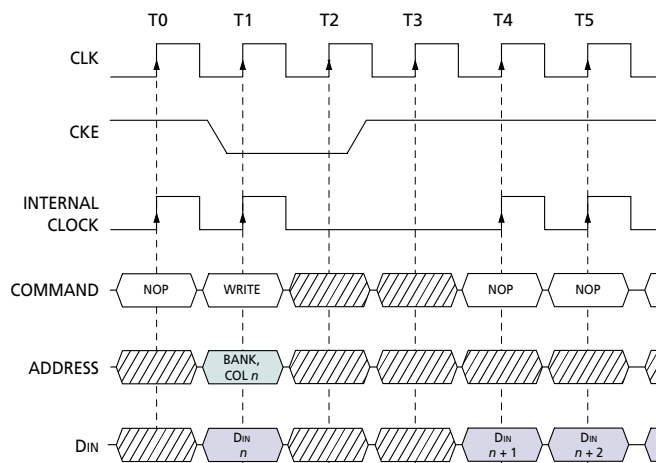 T0 T1 T2 T3 T4 T5
CLK
CKE
INTERNAL
CLOCK
COMMAND NOP WRITE NOP NOP
ADDRESS BANK,
COL n
DIN DIN
n DIN
n + 1 DIN
n + 2